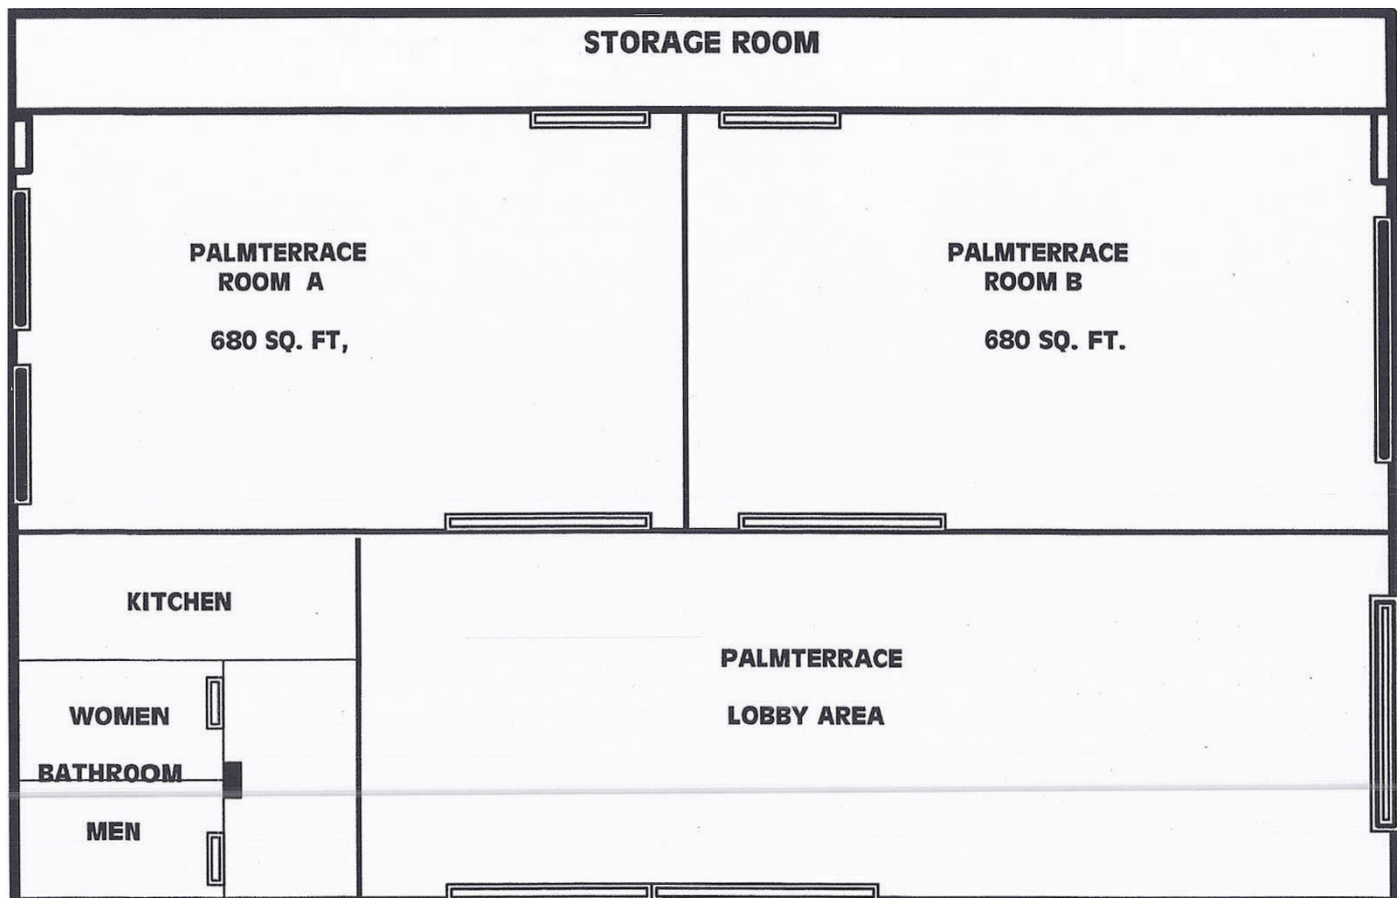 STORAGE ROOM
PALMTERRACE
ROOM A
680 SQ. FT,
PALMTERRACE
ROOM B
680 SQ. FT.
KITCHEN
WOMEN
BATHROOM
MEN
PALMTERRACE
LOBBY AREA